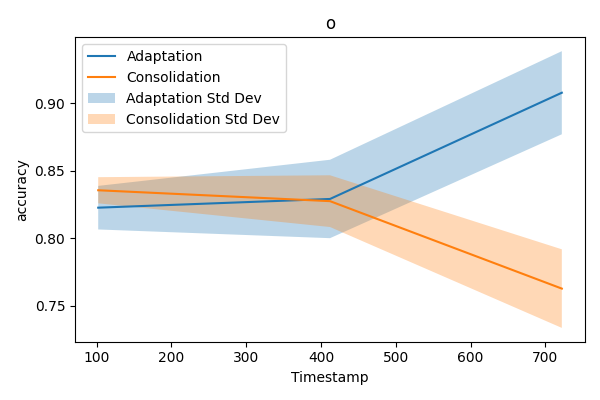 o
Adaptation
Consolidation
Adaptation Std Dev
Consolidation Std Dev
accuracy
0.90
0.85
0.80
0.75
100 200 300 400 500 600 700
Timestamp